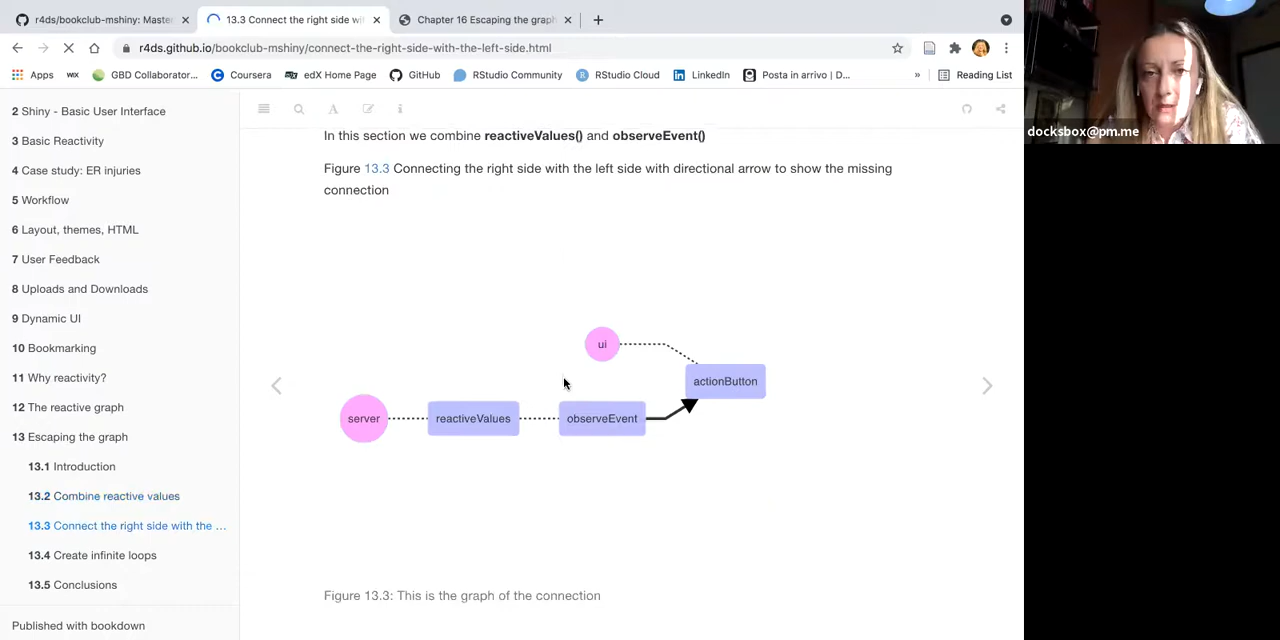 r4ds/bookclub-mshiny: Master
13.3 Connect the right side wi
Chapter 16 Escaping the graph
r4ds.github.io/bookclub-mshiny/connect-the-right-side-with-the-left-side.html
Apps
WIX
GBD Collaborator...
Coursera
edX Home Page
GitHub
RStudio Community
RStudio Cloud
LinkedIn
Posta in arrivo | D...
»
Reading List
docksbox@pm.me
2 Shiny - Basic User Interface
3 Basic Reactivity
4 Case study: ER injuries
5 Workflow
6 Layout, themes, HTML
7 User Feedback
8 Uploads and Downloads
9 Dynamic UI
10 Bookmarking
11 Why reactivity?
12 The reactive graph
13 Escaping the graph
13.1 Introduction
13.2 Combine reactive values
13.3 Connect the right side with the ...
13.4 Create infinite loops
13.5 Conclusions
Published with bookdown
In this section we combine reactiveValues() and observeEvent()
Figure 13.3 Connecting the right side with the left side with directional arrow to show the missing
connection
ui
actionButton
server
reactiveValues
observeEvent
Figure 13.3: This is the graph of the connection